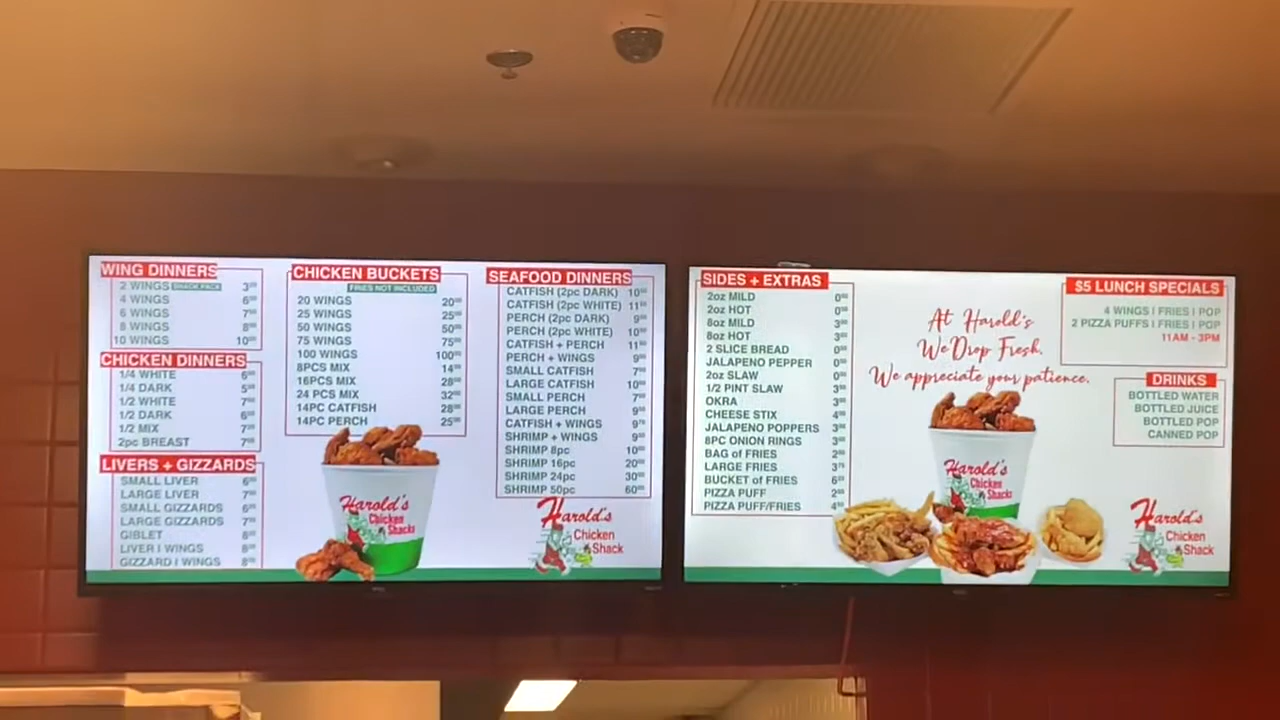 WING DINNERS
2 WINGS SNACK PACK 3
4 WINGS 6
6 WINGS 7
8 WINGS 8
10 WINGS 10
CHICKEN DINNERS
1/4 WHITE 6
1/4 DARK 5
1/2 WHITE 7
1/2 DARK 6
1/2 MIX 7
2pc BREAST 7
LIVERS + GIZZARDS
SMALL LIVER 6
LARGE LIVER 7
SMALL GIZZARDS 6
LARGE GIZZARDS 7
GIBLET 8
LIVER | WINGS 8
GIZZARD | WINGS 8
CHICKEN BUCKETS
FRIES NOT INCLUDED
20 WINGS 20
25 WINGS 25
50 WINGS 50
75 WINGS 75
100 WINGS 100
8PCS MIX 14
16PCS MIX 28
24 PCS MIX 32
14PC CATFISH 28
14PC PERCH 25
Harold's
Chicken
Shacks
SEAFOOD DINNERS
CATFISH (2pc DARK) 10
CATFISH (2pc WHITE) 11
PERCH (2pc DARK) 9
PERCH (2pc WHITE) 10
CATFISH + PERCH 11
PERCH + WINGS 9
SMALL CATFISH 7
LARGE CATFISH 10
SMALL PERCH 7
LARGE PERCH 9
CATFISH + WINGS 9
SHRIMP + WINGS 9
SHRIMP 8pc 10
SHRIMP 16pc 20
SHRIMP 24pc 30
SHRIMP 50pc 60
Harold's
Chicken
Shack
SIDES + EXTRAS
2oz MILD 0
2oz HOT 0
8oz MILD 3
8oz HOT 3
2 SLICE BREAD 0
JALAPENO PEPPER 0
2oz SLAW 0
1/2 PINT SLAW 3
OKRA 3
CHEESE STIX 4
JALAPENO POPPERS 3
8PC ONION RINGS 3
BAG of FRIES 2
LARGE FRIES 3
BUCKET of FRIES 6
PIZZA PUFF 2
PIZZA PUFF/FRIES 4
At Harold's
We Drop Fresh.
We appreciate your patience.
Harold's
Chicken
Shacks
$5 LUNCH SPECIALS
4 WINGS | FRIES | POP
2 PIZZA PUFFS | FRIES | POP
11AM - 3PM
DRINKS
BOTTLED WATER
BOTTLED JUICE
BOTTLED POP
CANNED POP
Harold's
Chicken
Shack